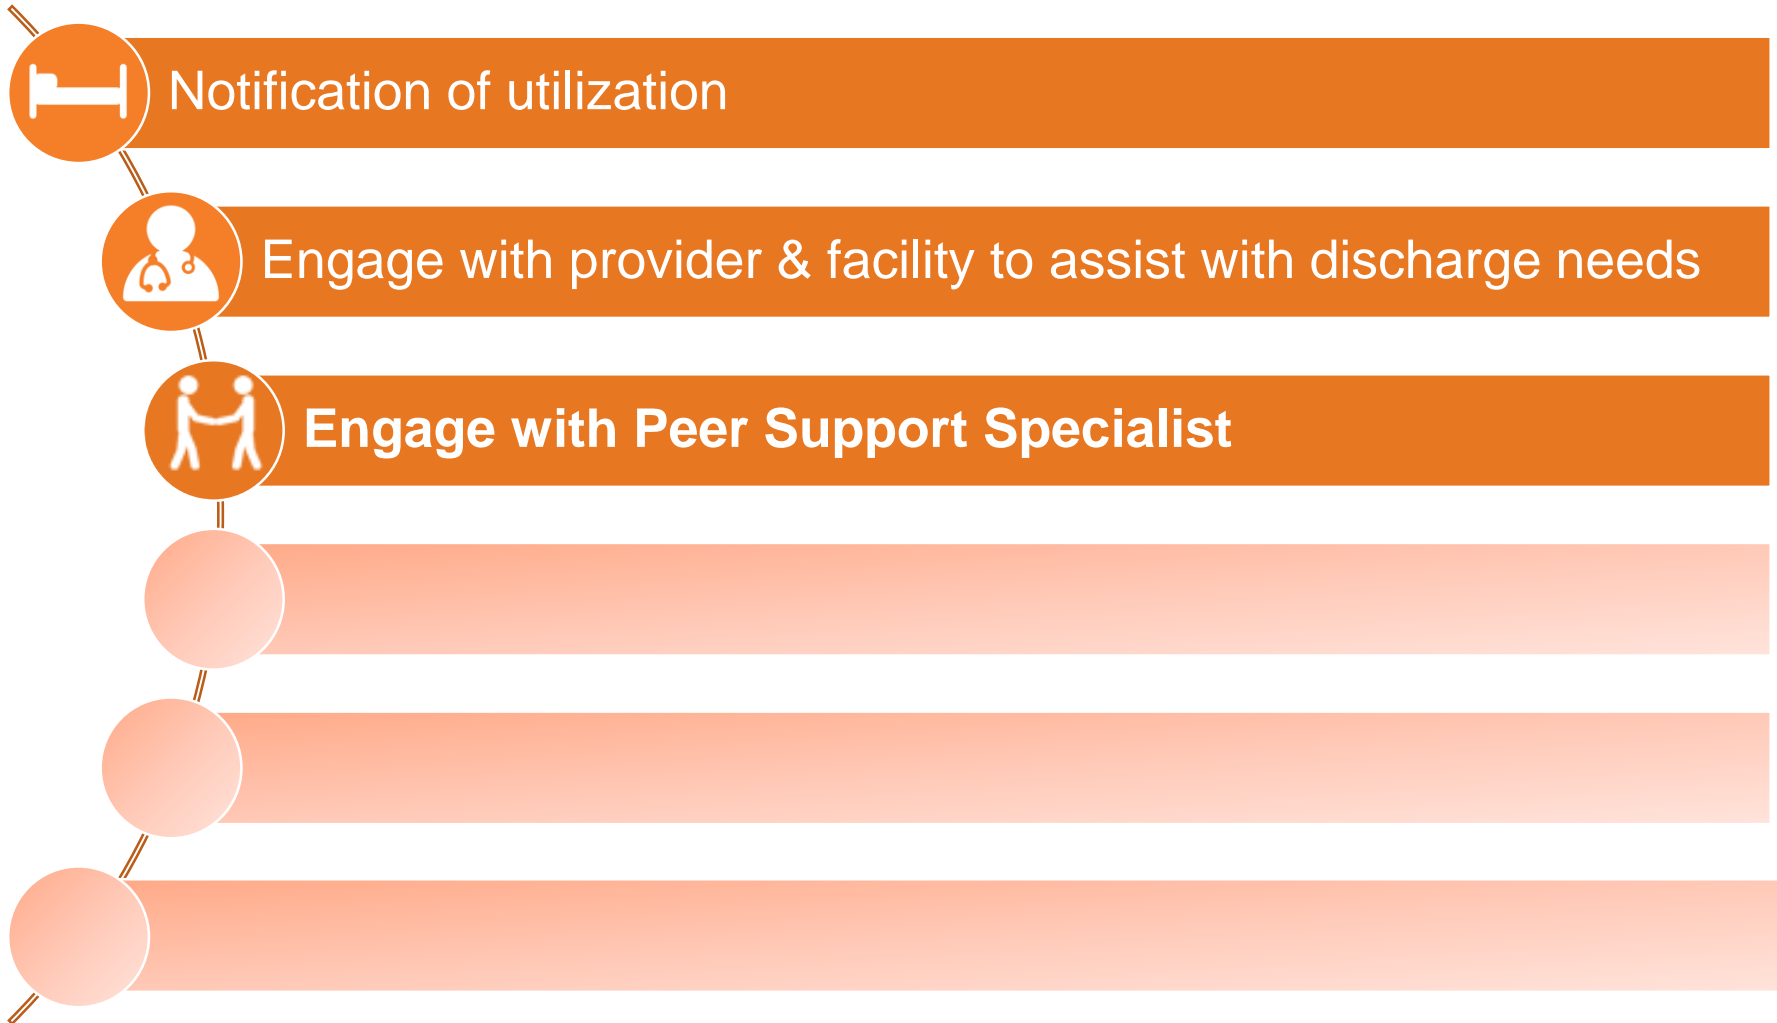 Notification of utilization
Engage with provider & facility to assist with discharge needs
Engage with Peer Support Specialist